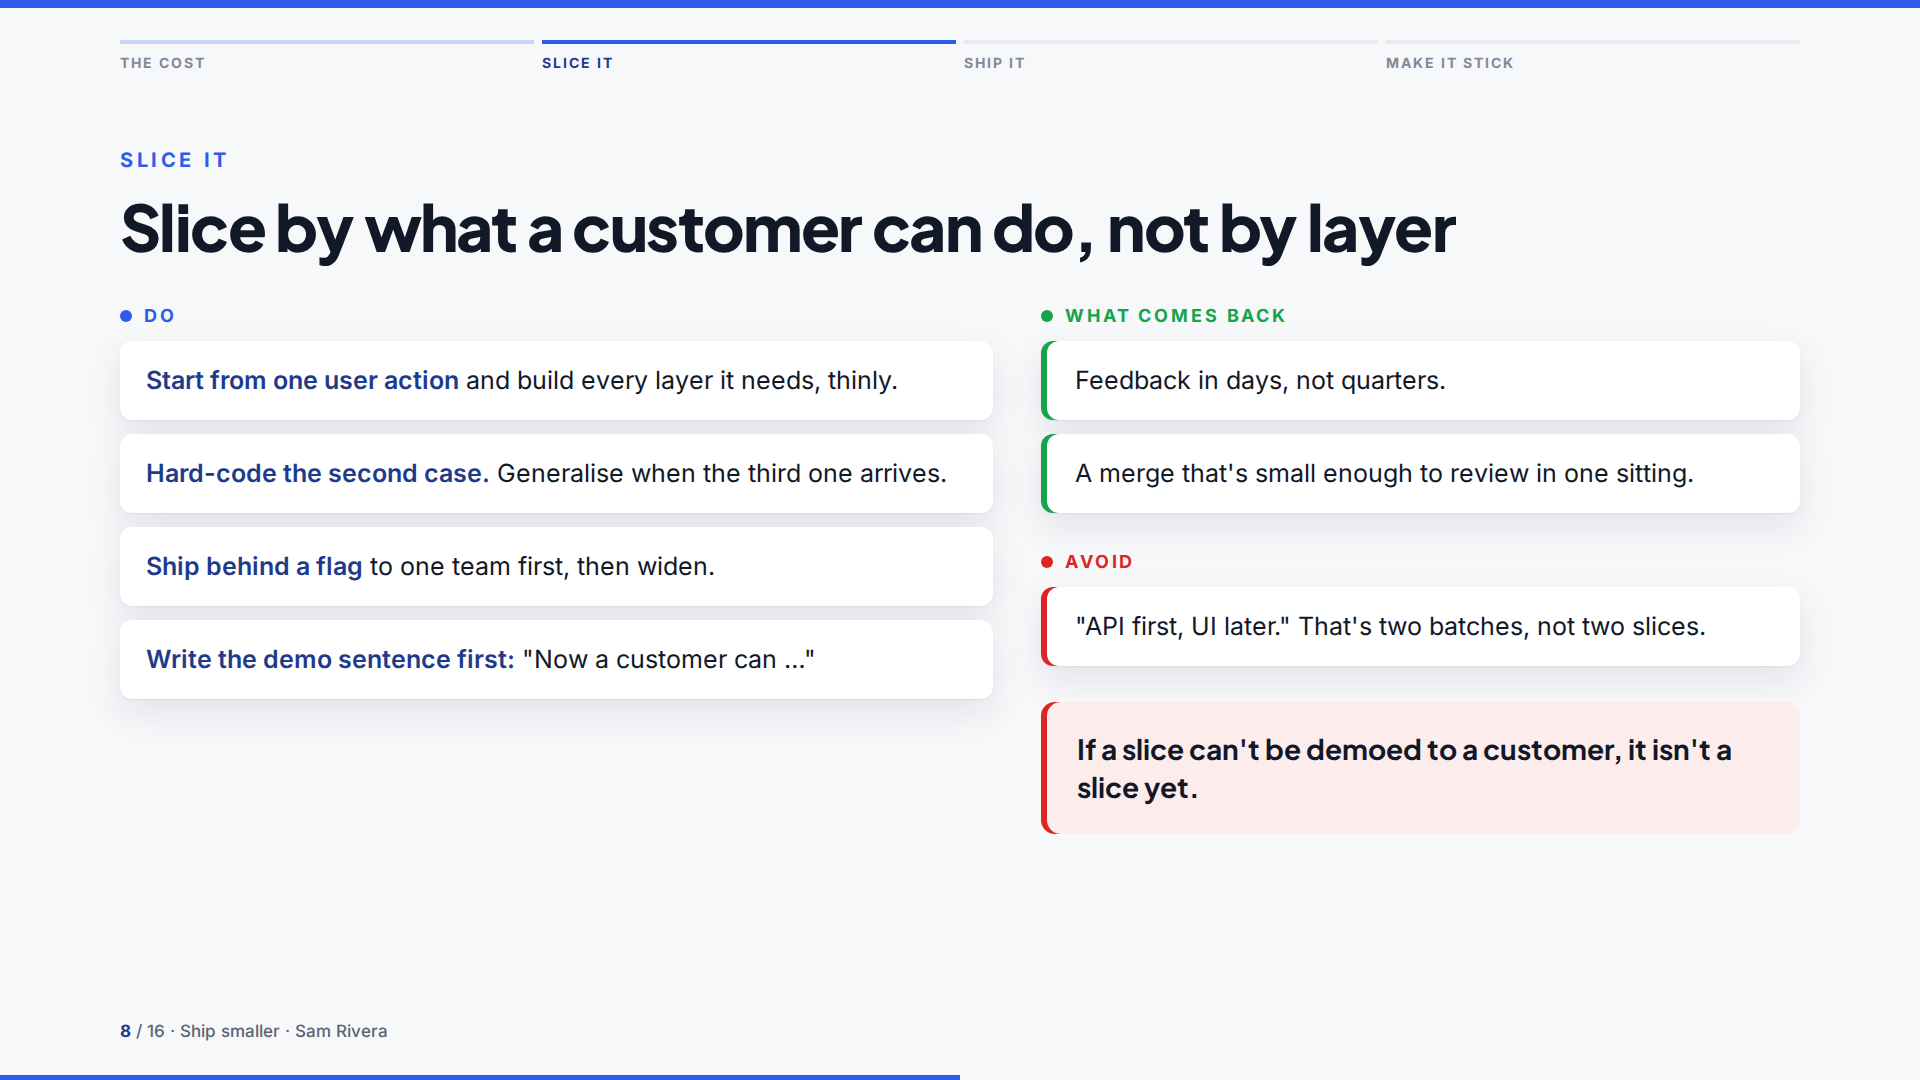 THE COST
SLICE IT
SHIP IT
MAKE IT STICK
SLICE IT
Slice by what a customer can do, not by layer
DO
Start from one user action and build every layer it needs, thinly.
Hard-code the second case. Generalise when the third one arrives.
Ship behind a flag to one team first, then widen.
Write the demo sentence first: "Now a customer can ..."
WHAT COMES BACK
Feedback in days, not quarters.
A merge that's small enough to review in one sitting.
AVOID
"API first, UI later." That's two batches, not two slices.
If a slice can't be demoed to a customer, it isn't a
slice yet.
8 / 16 · Ship smaller · Sam Rivera